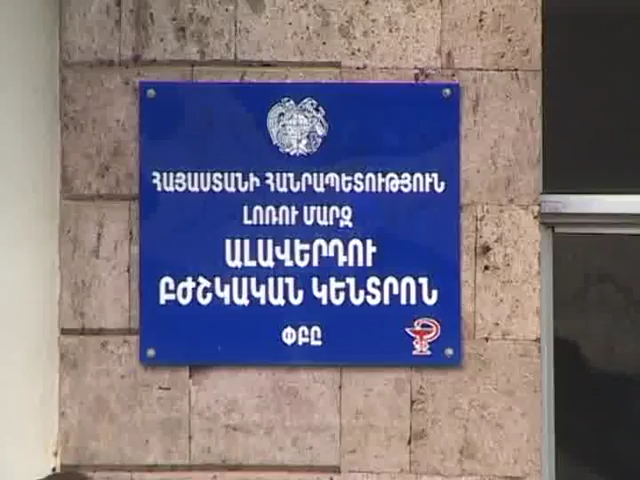 ՀԱՅԱՍՏԱՆԻ ՀԱՆՐԱՊԵՏՈՒԹՅՈՒՆ
ԼՈՌՈՒ ՄԱՐԶ
ԱԼԱՎԵՐԴՈՒ
ԲԺՇԿԱԿԱՆ ԿԵՆՏՐՈՆ
ՓԲԸ